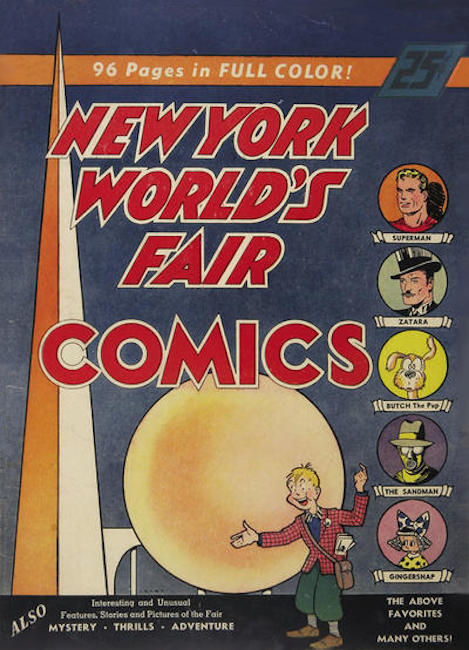 96 Pages in FULL COLOR!
25¢
NEW YORK
WORLD'S
FAIR
COMICS
SUPERMAN
ZATARA
BUTCH The Pup
THE SANDMAN
GINGERSNAP
ALSO
Interesting and Unusual
Features, Stories and Pictures of the Fair
MYSTERY • THRILLS • ADVENTURE
THE ABOVE
FAVORITES
AND
MANY OTHERS!